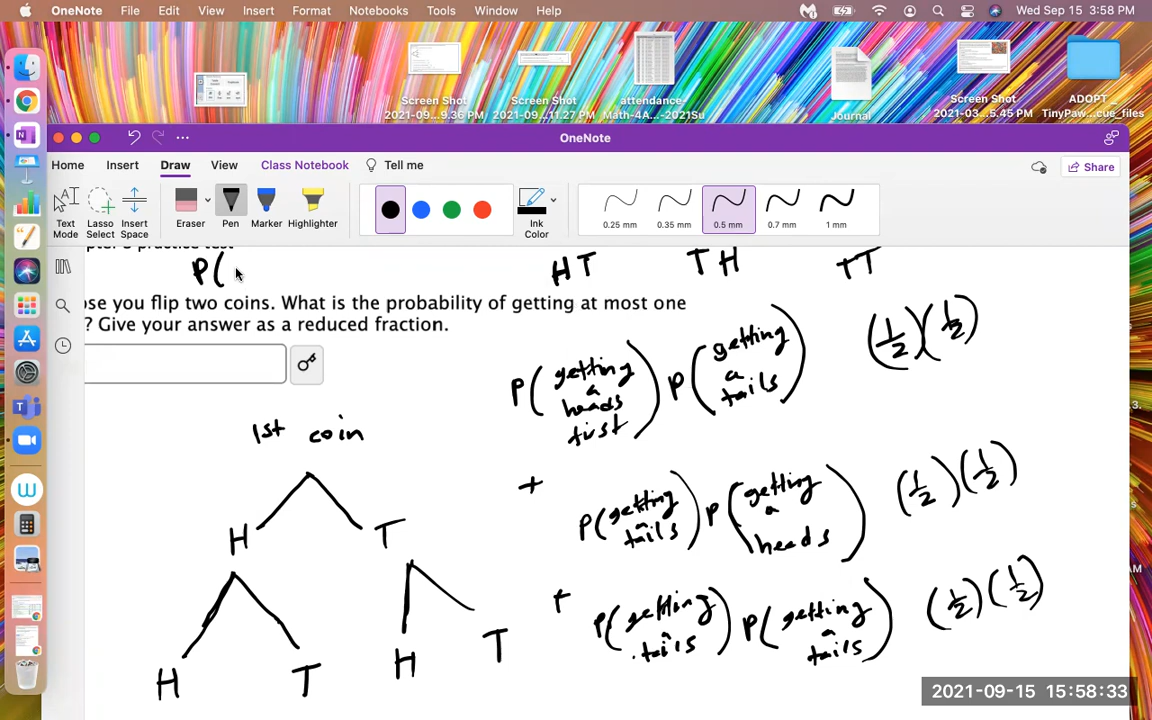 OneNote File Edit View Insert Format Notebooks Tools Window Help Wed Sep 15 3:58 PM
Screen Shot
2021-09...9.36 PM
Screen Shot
2021-09...11.27 PM
attendance-
Math-4A...-2021Su
Journal
Screen Shot
2021-03...5.45 PM
ADOPT_
TinyPaw...cue_files
OneNote
Home Insert Draw View Class Notebook Tell me Share
Text Mode
Lasso Select
Insert Space
Eraser
Pen
Marker
Highlighter
Ink Color
0.25 mm
0.35 mm
0.5 mm
0.7 mm
1 mm
practice test
P( HT TH TT
ose you flip two coins. What is the probability of getting at most one
? Give your answer as a reduced fraction.
P(getting a heads first) P(getting a tails) (1/2)(1/2)
1st coin
+ P(getting a tails) P(getting a heads) (1/2)(1/2)
H T
+ P(getting a tails) P(getting a tails) (1/2)(1/2)
H T H T
2021-09-15 15:58:33